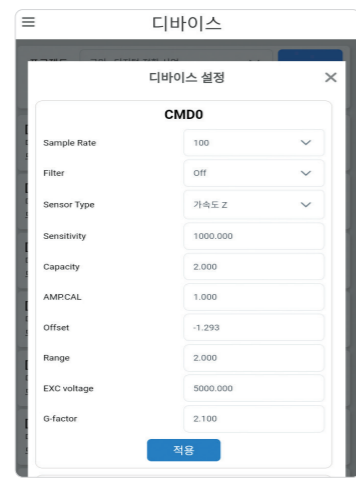 디바이스
디바이스 설정
CMD0
Sample Rate 100
Filter Off
Sensor Type 가속도 Z
Sensitivity 1000.000
Capacity 2.000
AMP.CAL 1.000
Offset -1.293
Range 2.000
EXC voltage 5000.000
G-factor 2.100
적용